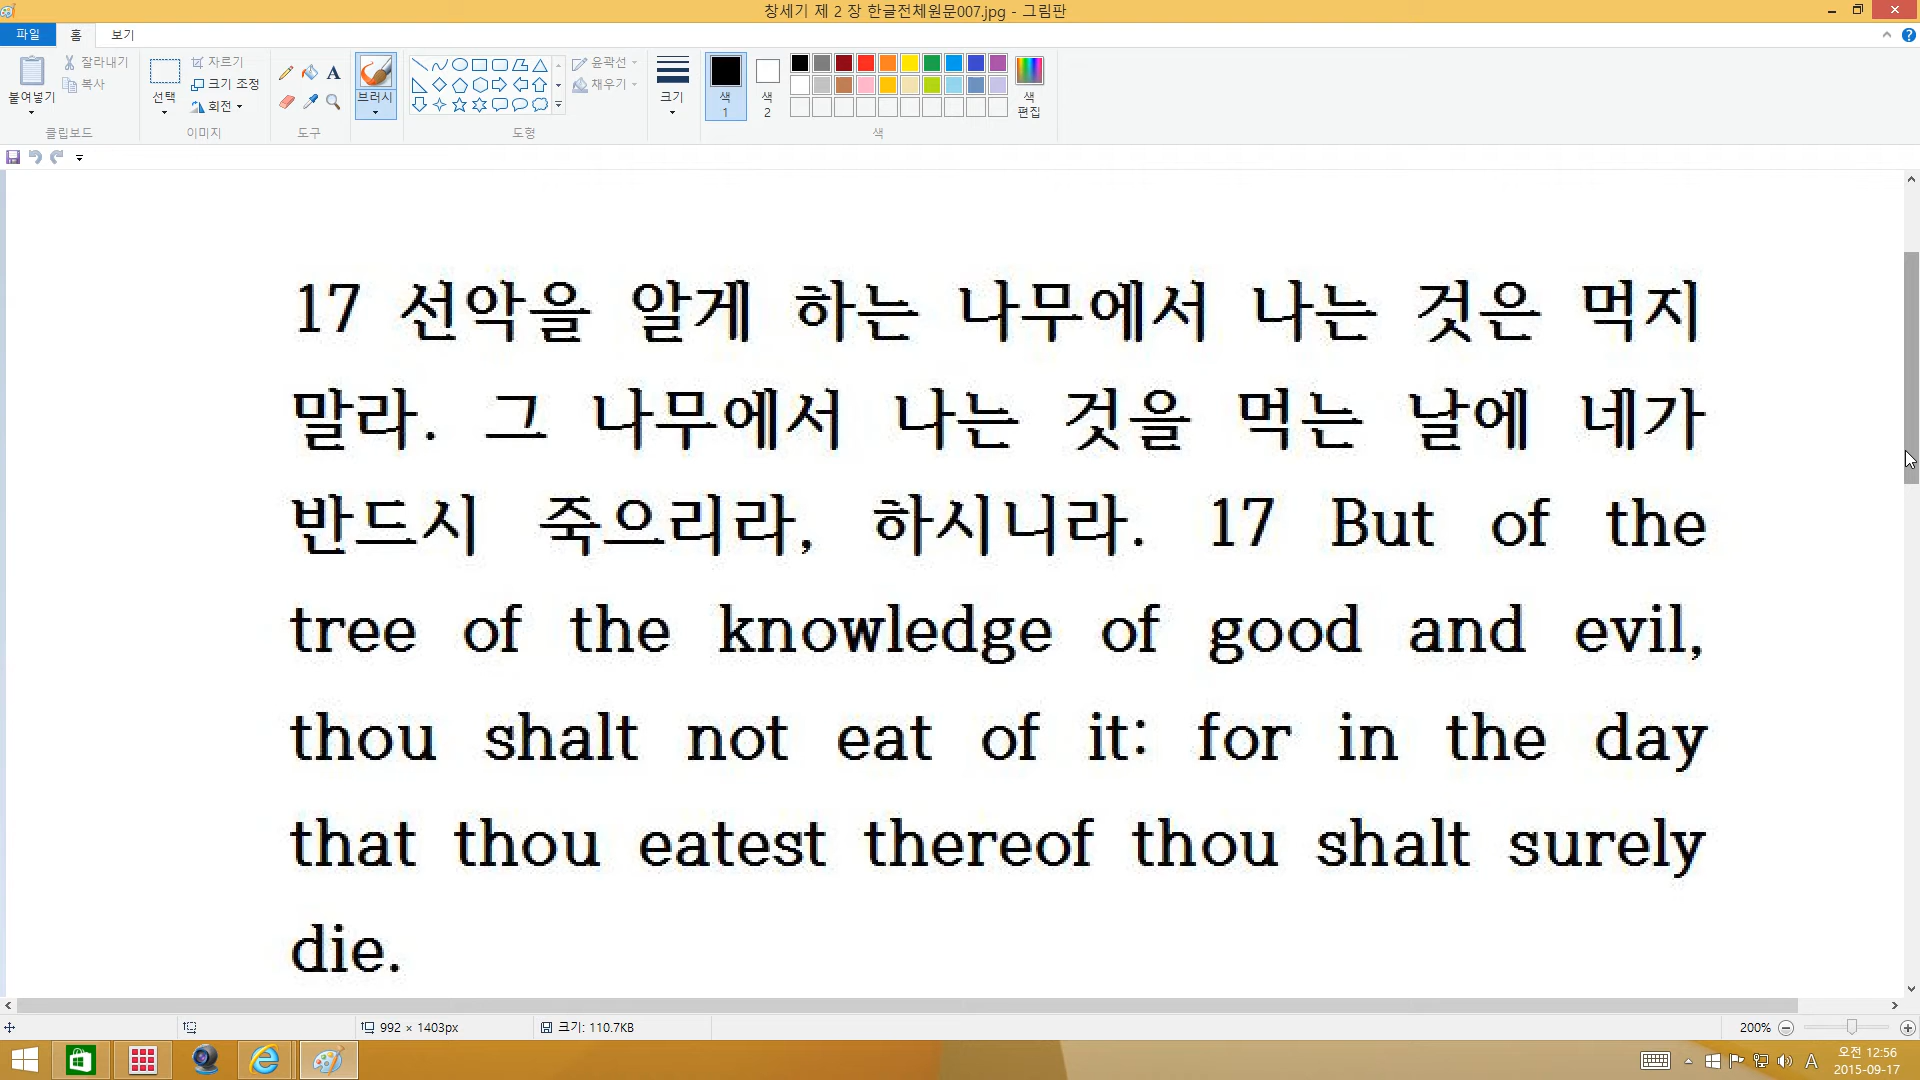 창세기 제 2 장 한글전체원문007.jpg - 그림판
파일 홈 보기
붙여넣기
잘라내기
복사
클립보드
선택
자르기
크기 조정
회전
이미지
A
도구
브러시
윤곽선
채우기
도형
크기
색
1
색
2
색
편집
색
17 선악을 알게 하는 나무에서 나는 것은 먹지
말라. 그 나무에서 나는 것을 먹는 날에 네가
반드시 죽으리라, 하시니라. 17 But of the
tree of the knowledge of good and evil,
thou shalt not eat of it: for in the day
that thou eatest thereof thou shalt surely
die.
992 × 1403px
크기: 110.7KB
200%
A
오전 12:56
2015-09-17